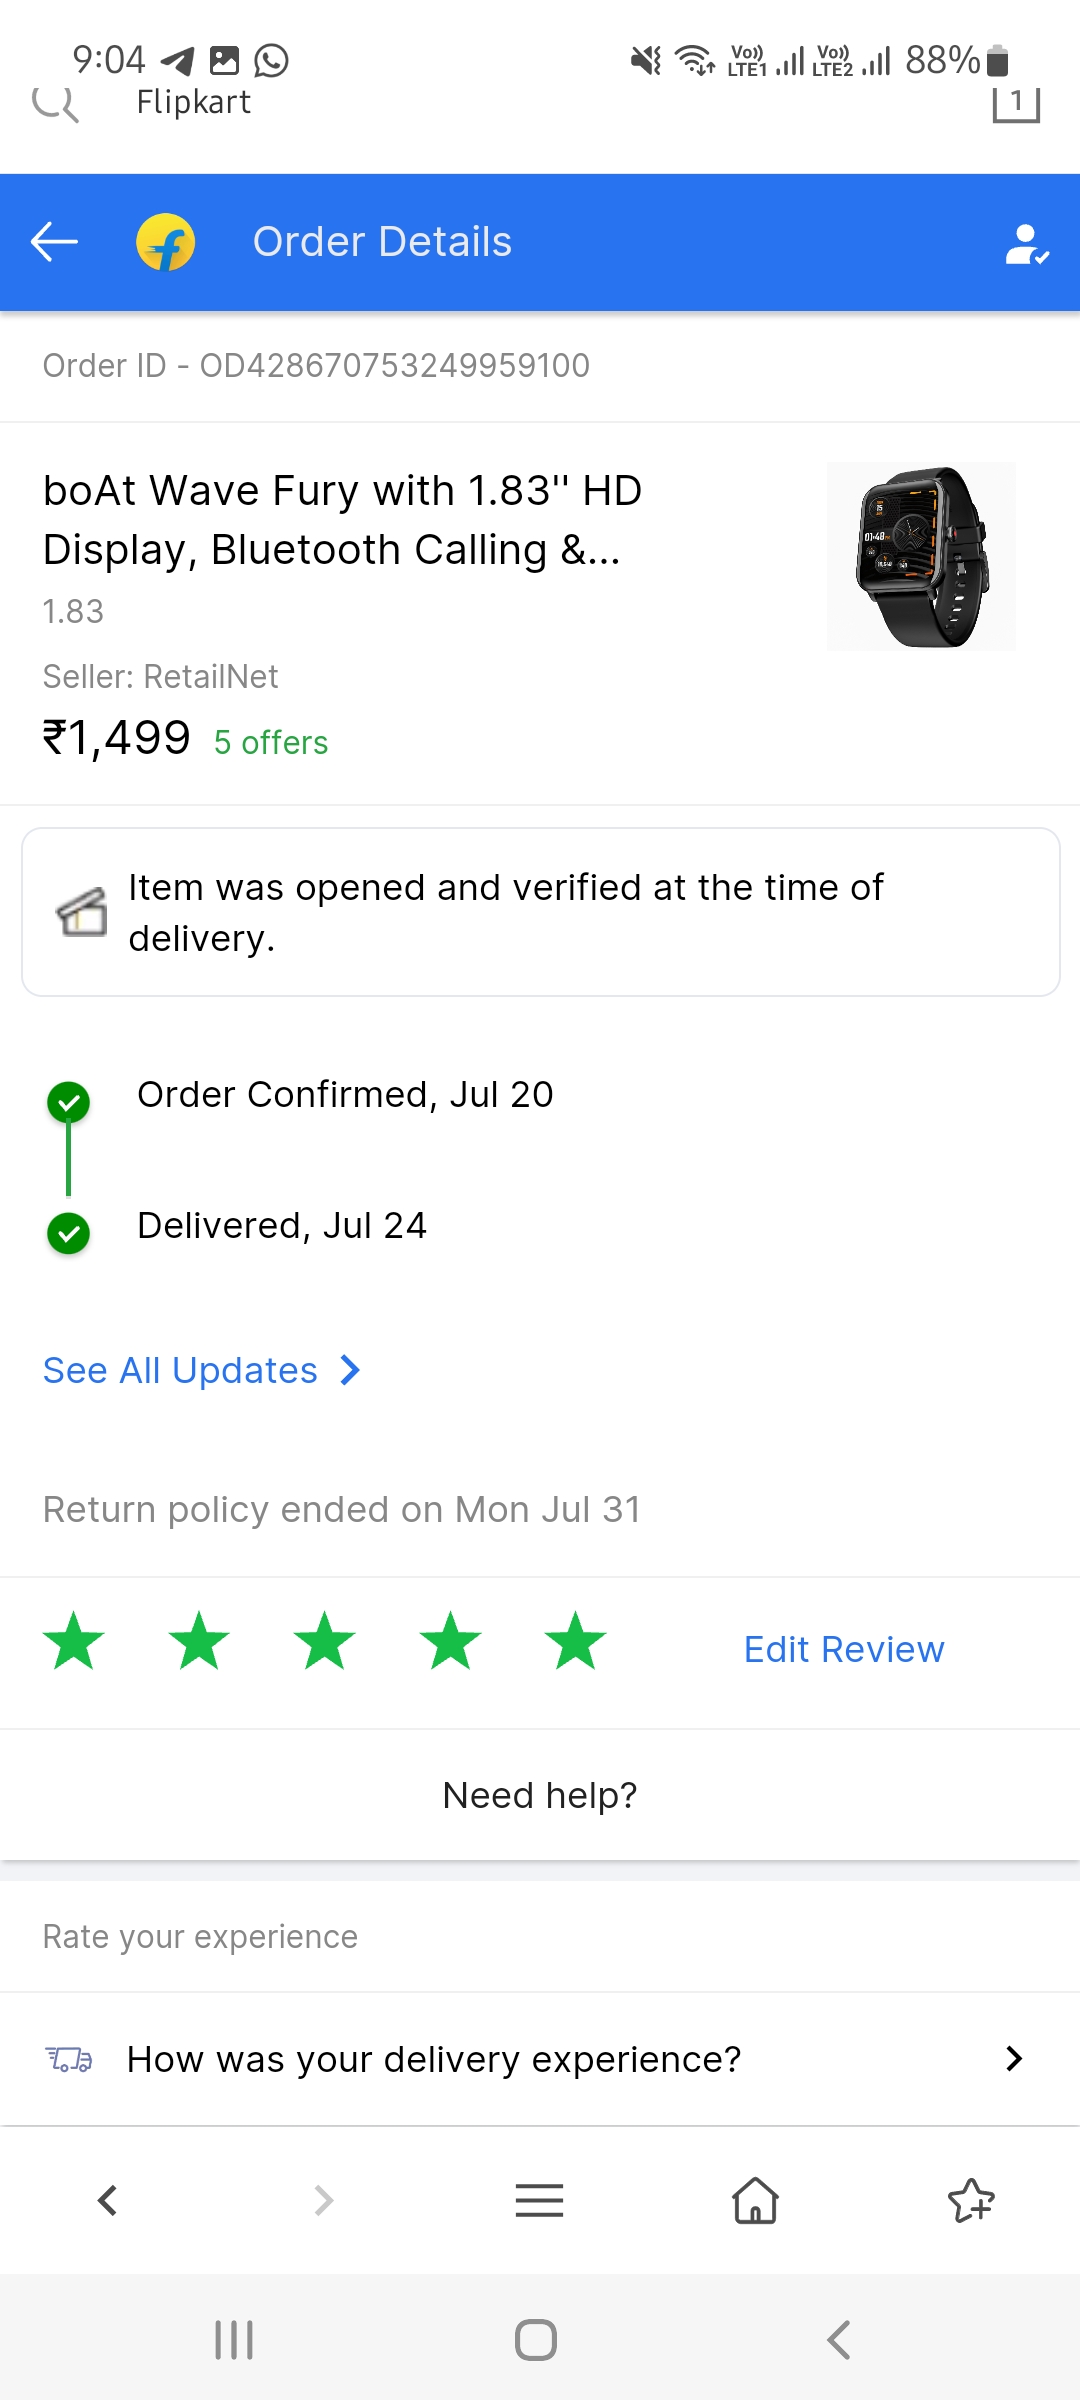 9:04 Vo)) LTE1 Vo)) LTE2 88%
Flipkart 1
Order Details
Order ID - OD428670753249959100
boAt Wave Fury with 1.83'' HD
Display, Bluetooth Calling &...
1.83
Seller: RetailNet
₹1,499 5 offers
Item was opened and verified at the time of
delivery.
Order Confirmed, Jul 20
Delivered, Jul 24
See All Updates
Return policy ended on Mon Jul 31
Edit Review
Need help?
Rate your experience
How was your delivery experience?